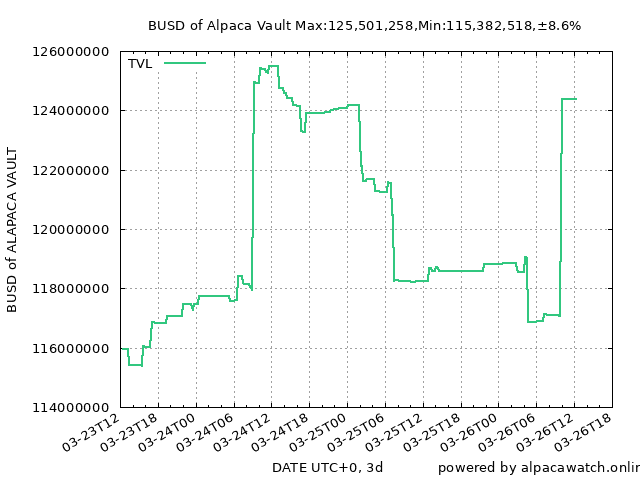 BUSD of Alpaca Vault Max:125,501,258,Min:115,382,518,±8.6%
TVL
126000000
124000000
122000000
120000000
118000000
116000000
114000000
BUSD of ALAPACA VAULT
03-23T12
03-23T18
03-24T00
03-24T06
03-24T12
03-24T18
03-25T00
03-25T06
03-25T12
03-25T18
03-26T00
03-26T06
03-26T12
03-26T18
DATE UTC+0, 3d
powered by alpacawatch.onlin